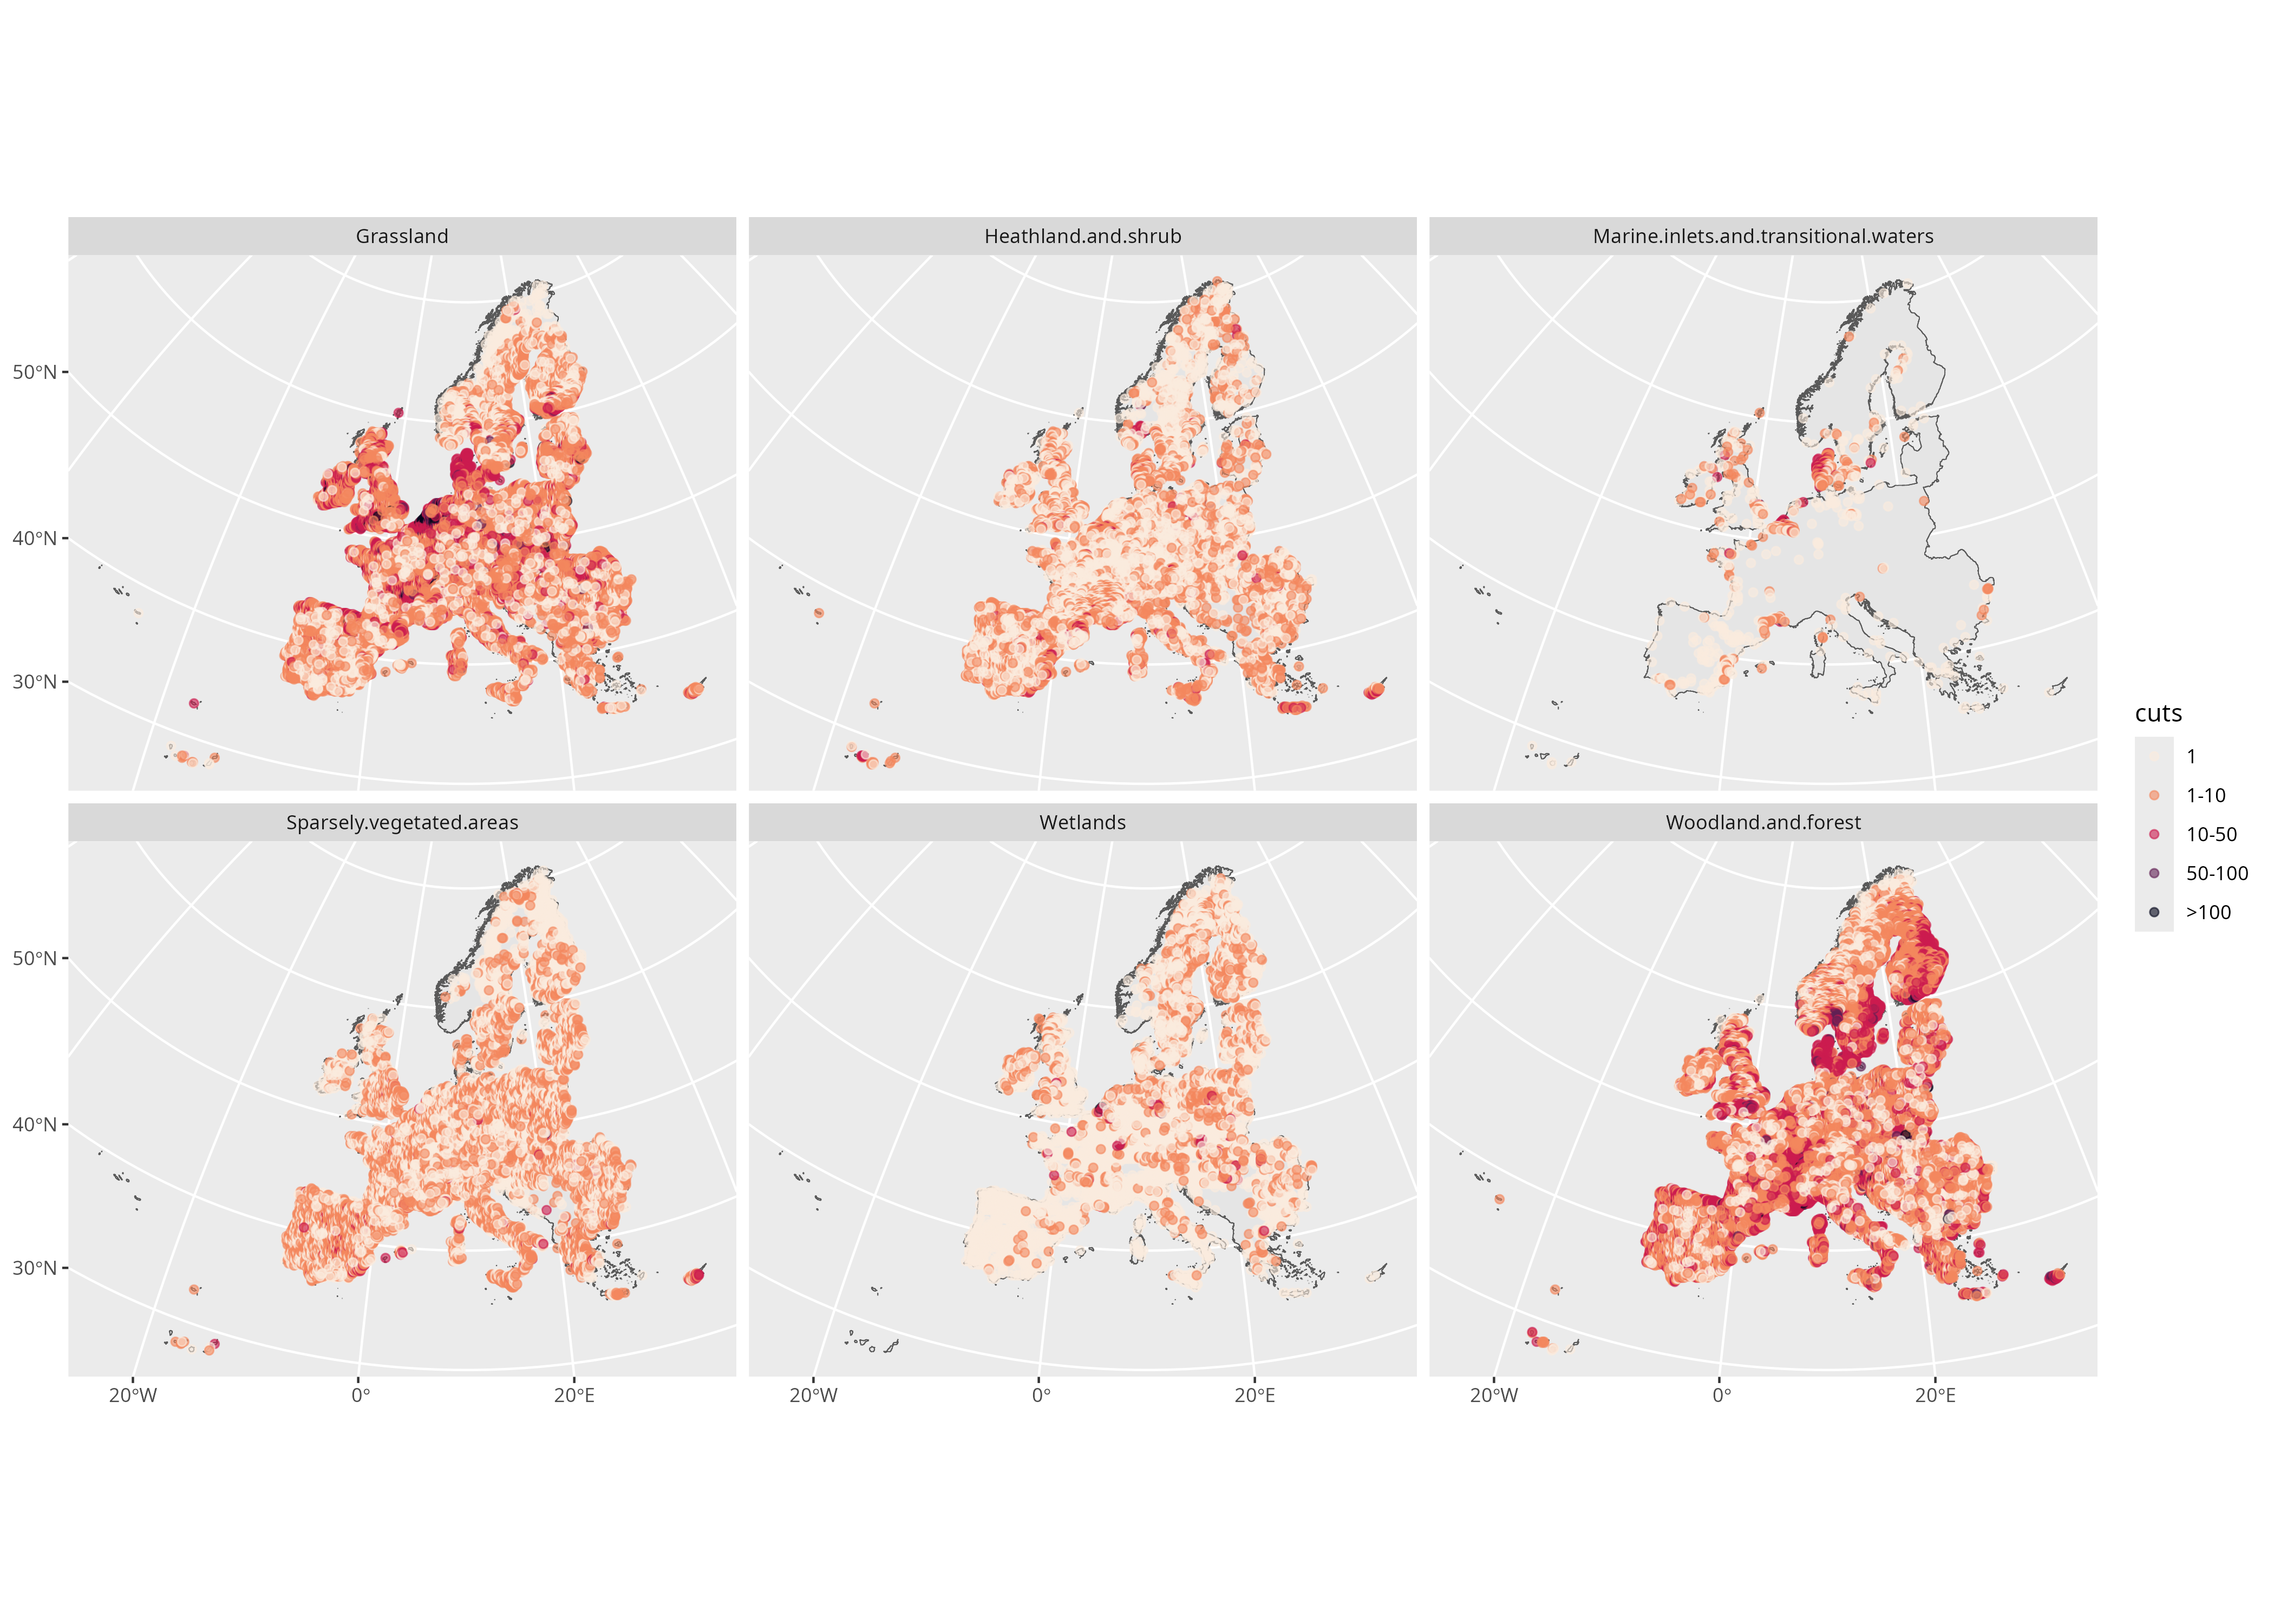 Grassland
Heathland.and.shrub
Marine.inlets.and.transitional.waters
50°N
40°N
30°N
Sparsely.vegetated.areas
Wetlands
Woodland.and.forest
50°N
40°N
30°N
20°W
0°
20°E
20°W
0°
20°E
20°W
0°
20°E
cuts
1
1-10
10-50
50-100
>100